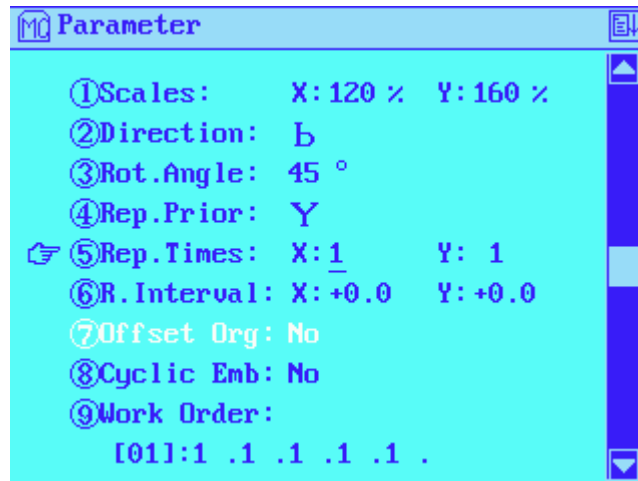 MC Parameter
①Scales: X:120 % Y:160 %
②Direction: Ь
③Rot.Angle: 45 °
④Rep.Prior: Y
⑤Rep.Times: X:1 Y: 1
⑥R.Interval: X:+0.0 Y:+0.0
⑦Offset Org: No
⑧Cyclic Emb: No
⑨Work Order:
[01]:1 .1 .1 .1 .1 .